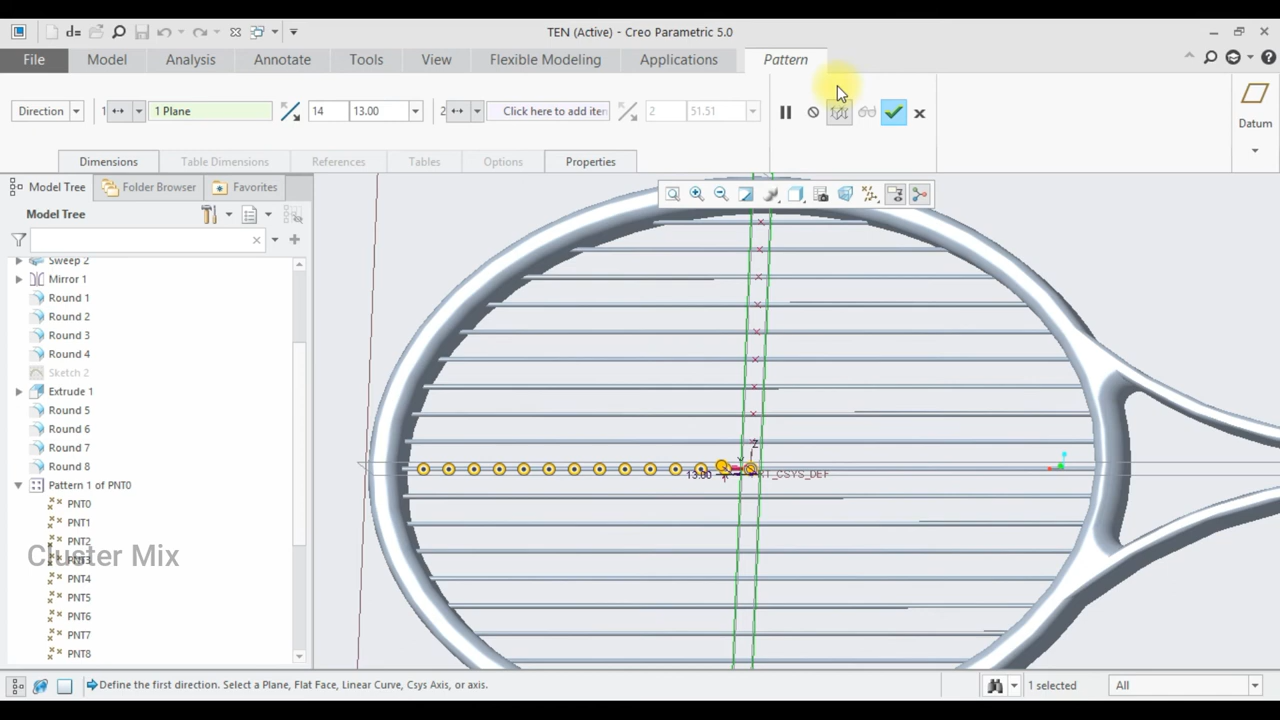 TEN (Active) - Creo Parametric 5.0
File Model Analysis Annotate Tools View Flexible Modeling Applications Pattern
Direction 1 1 Plane 14 13.00 2 Click here to add iter 2 51.51 Datum
Dimensions Table Dimensions References Tables Options Properties
Model Tree Folder Browser Favorites
Model Tree
Sweep 2
Mirror 1
Round 1
Round 2
Round 3
Round 4
Sketch 2
Extrude 1
Round 5
Round 6
Round 7
Round 8
Pattern 1 of PNT0
PNT0
PNT1
PNT2
PNT3
PNT4
PNT5
PNT6
PNT7
PNT8
Cluster Mix
Z
13.00
RT_CSYS_DEF
Define the first direction. Select a Plane, Flat Face, Linear Curve, Csys Axis, or axis.
1 selected
All